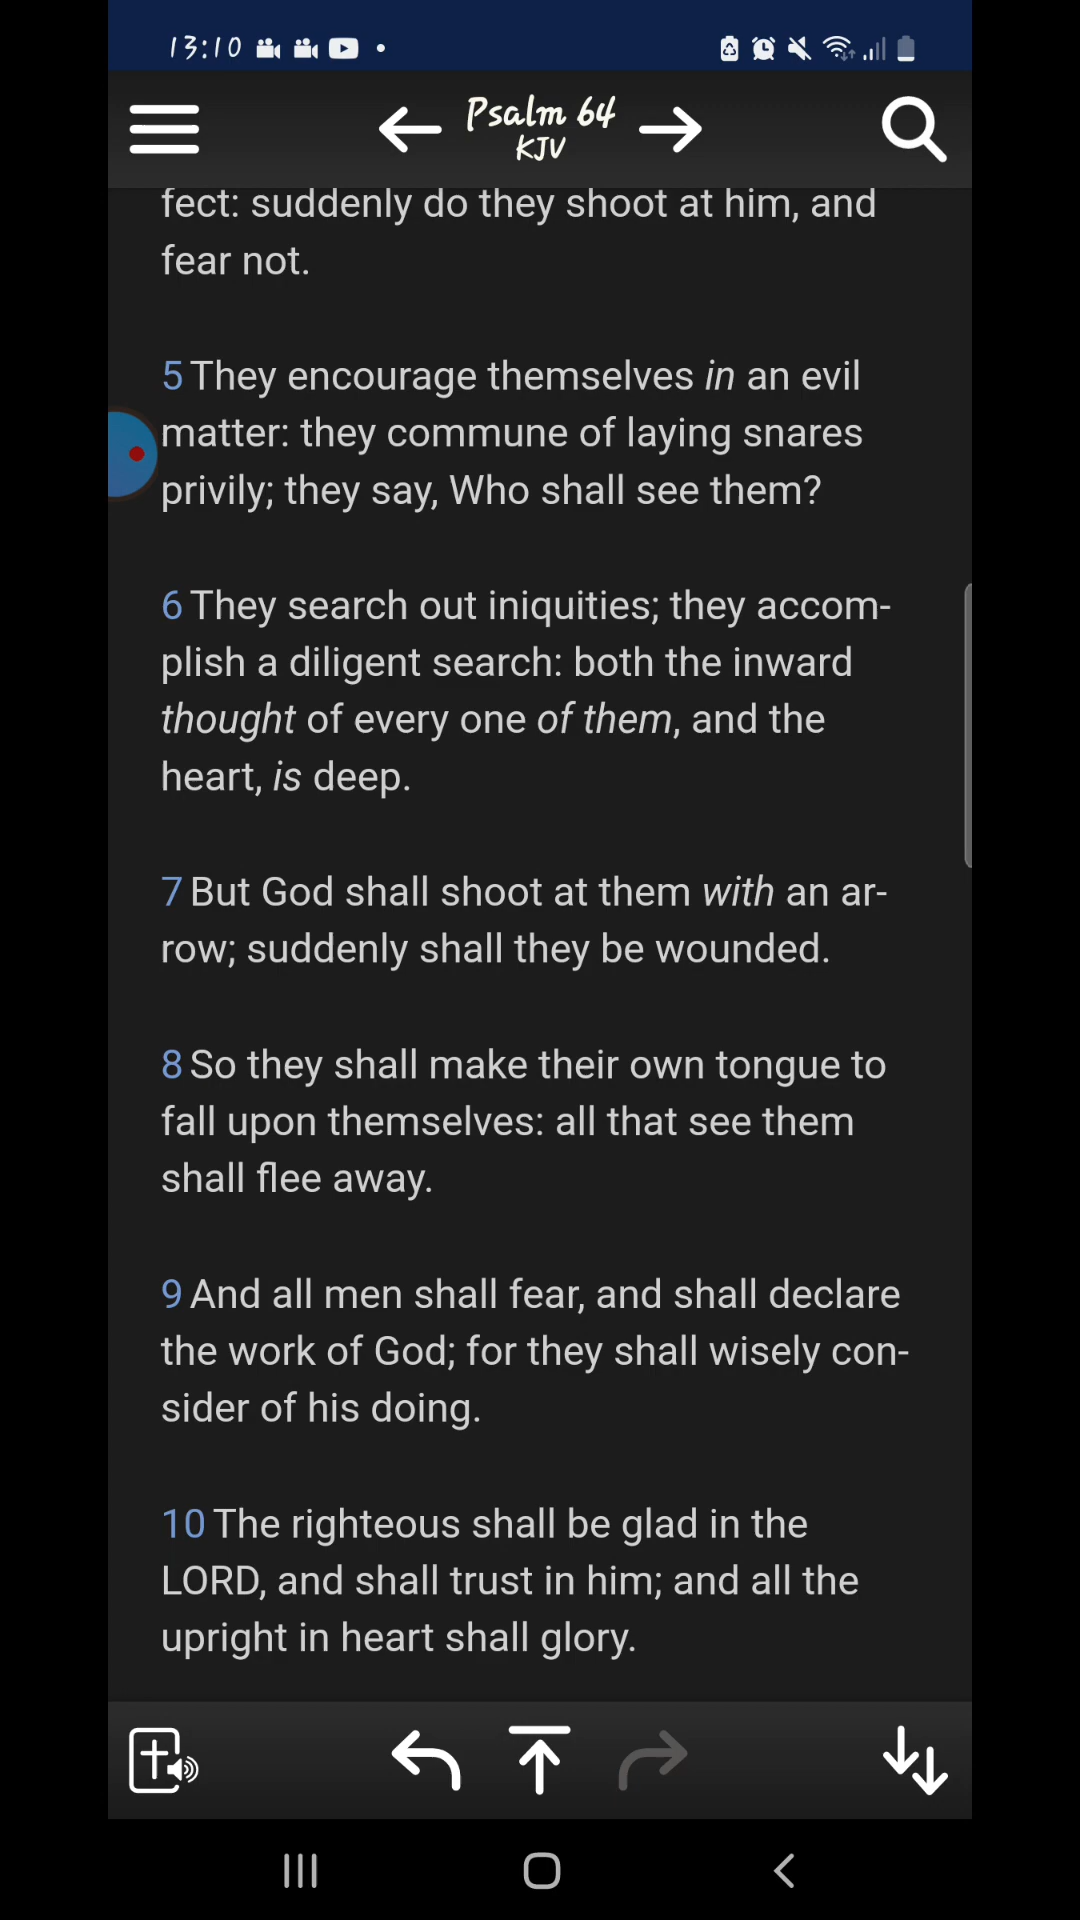 13:10
Psalm 64
KJV
fect: suddenly do they shoot at him, and
fear not.
5 They encourage themselves in an evil
matter: they commune of laying snares
privily; they say, Who shall see them?
6 They search out iniquities; they accom-
plish a diligent search: both the inward
thought of every one of them, and the
heart, is deep.
7 But God shall shoot at them with an ar-
row; suddenly shall they be wounded.
8 So they shall make their own tongue to
fall upon themselves: all that see them
shall flee away.
9 And all men shall fear, and shall declare
the work of God; for they shall wisely con-
sider of his doing.
10 The righteous shall be glad in the
LORD, and shall trust in him; and all the
upright in heart shall glory.